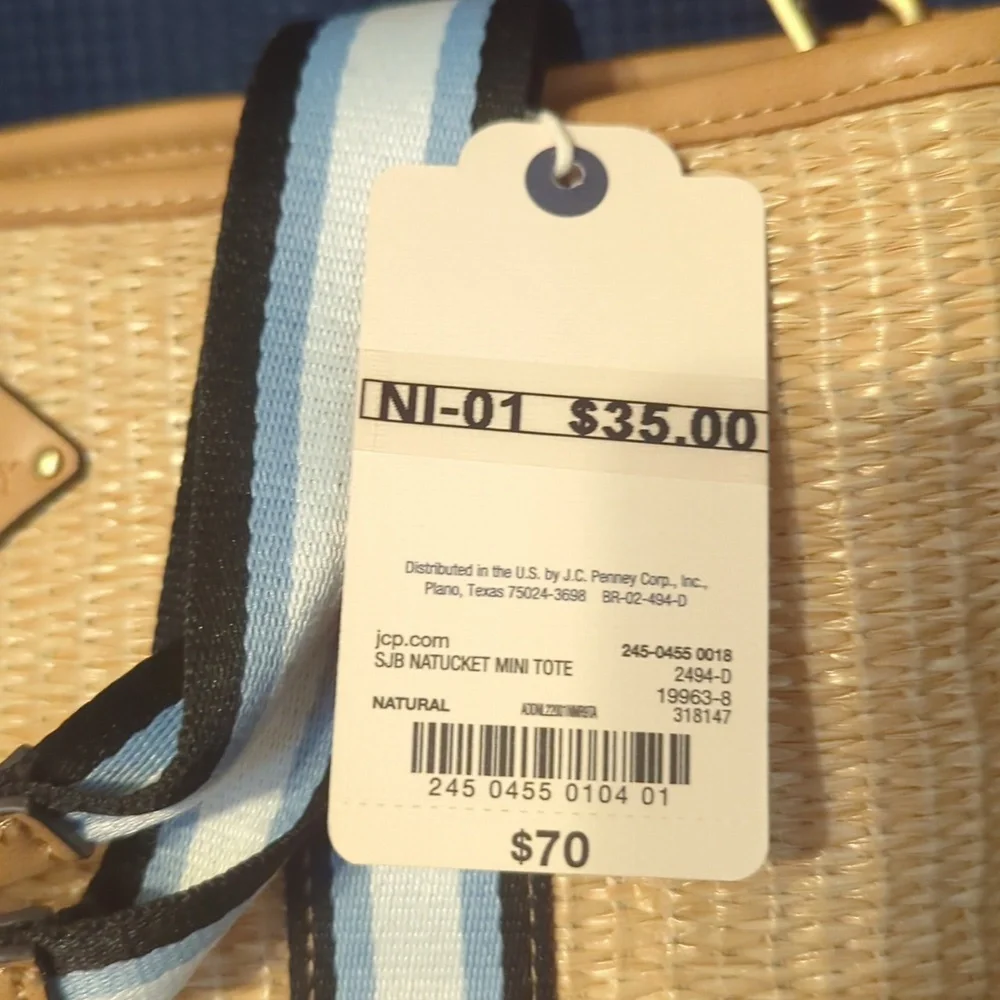 NI-01 $35.00
Distributed in the U.S. by J.C. Penney Corp., Inc.,
Plano, Texas 75024-3698 BR-02-494-D
jcp.com 245-0455 0018
SJB NATUCKET MINI TOTE 2494-D
19963-8
NATURAL 318147
245 0455 0104 01
$70
Y